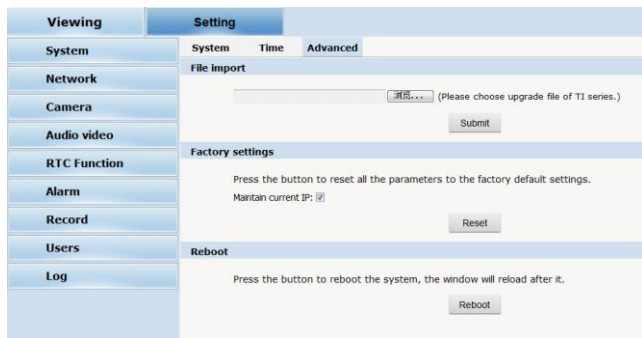 Viewing Setting
System
Network
Camera
Audio video
RTC Function
Alarm
Record
Users
Log
System Time Advanced
File import
浏览... (Please choose upgrade file of TI series.)
Submit
Factory settings
Press the button to reset all the parameters to the factory default settings.
Maintain current IP:
Reset
Reboot
Press the button to reboot the system, the window will reload after it.
Reboot